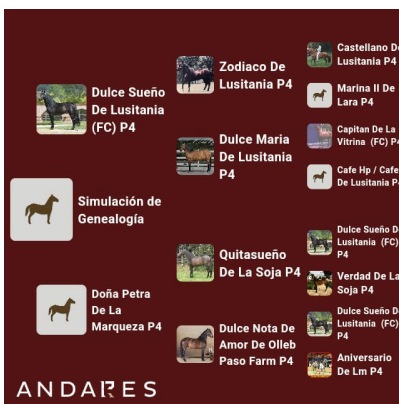 Castellano De
Lusitania P4
Zodiaco De
Lusitania P4
Marina II De
Lara P4
Dulce Sueño
De Lusitania
(FC) P4
Capitan De La
Vitrina (FC) P4
Dulce Maria
De Lusitania
P4
Cafe Hp / Cafe
De Lusitania P4
Simulación de
Genealogía
Dulce Sueño De
Lusitania (FC)
P4
Quitasueño
De La Soja P4
Verdad De La
Soja P4
Doña Petra
De La
Marqueza P4
Dulce Sueño De
Lusitania (FC)
P4
Dulce Nota De
Amor De Olleb
Paso Farm P4
Aniversario
De Lm P4
ANDARES